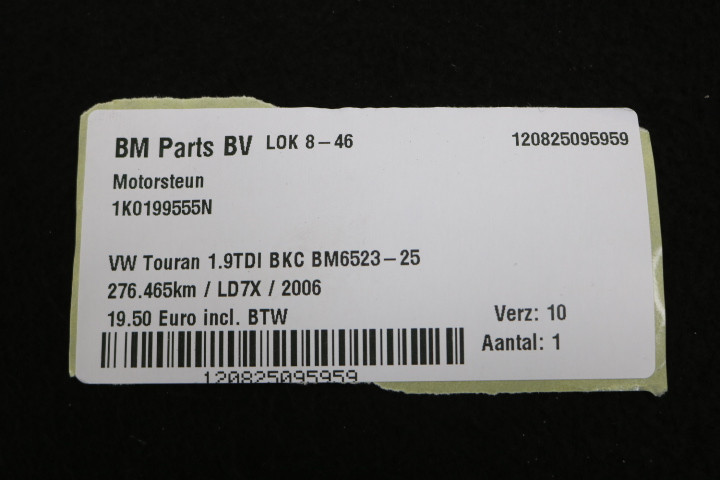 BM Parts BV LOK 8-46 120825095959
Motorsteun
1K0199555N
VW Touran 1.9TDI BKC BM6523-25
276.465km / LD7X / 2006
19.50 Euro incl. BTW Verz: 10
Aantal: 1
120825095959